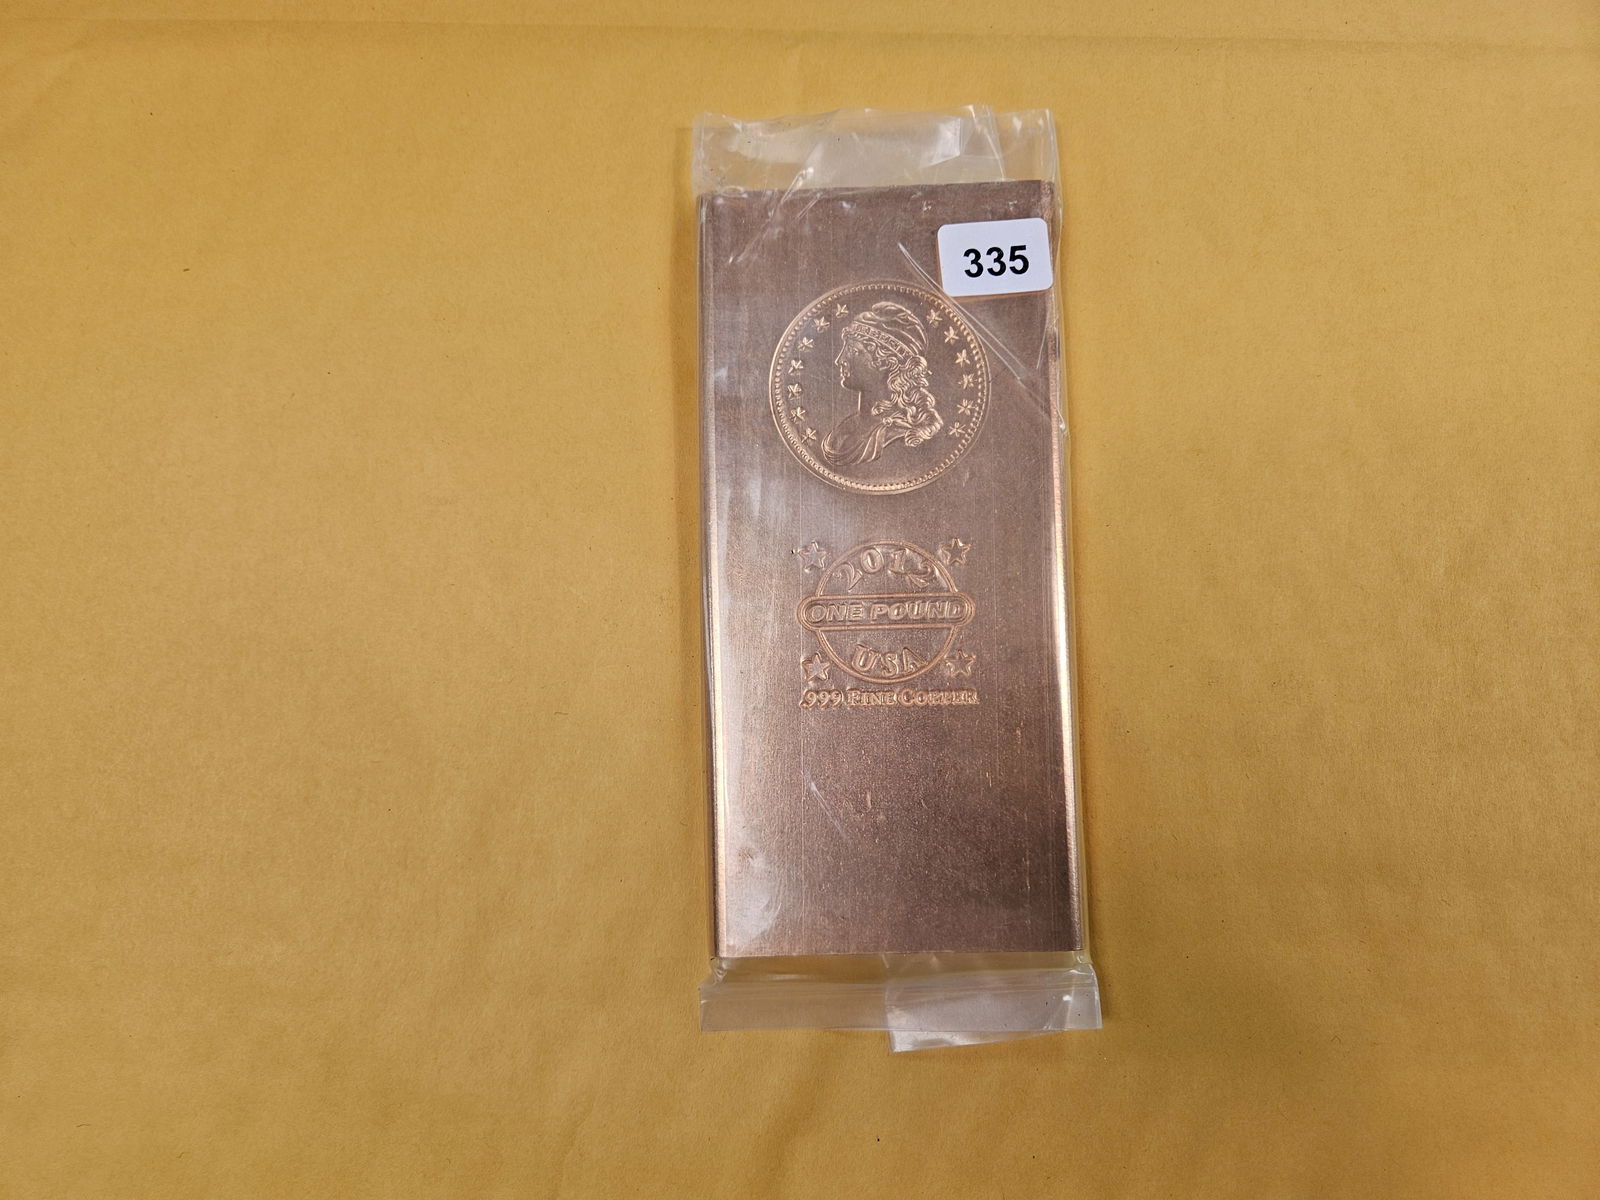 335
2012
ONE POUND
USA
.999 FINE COPPER